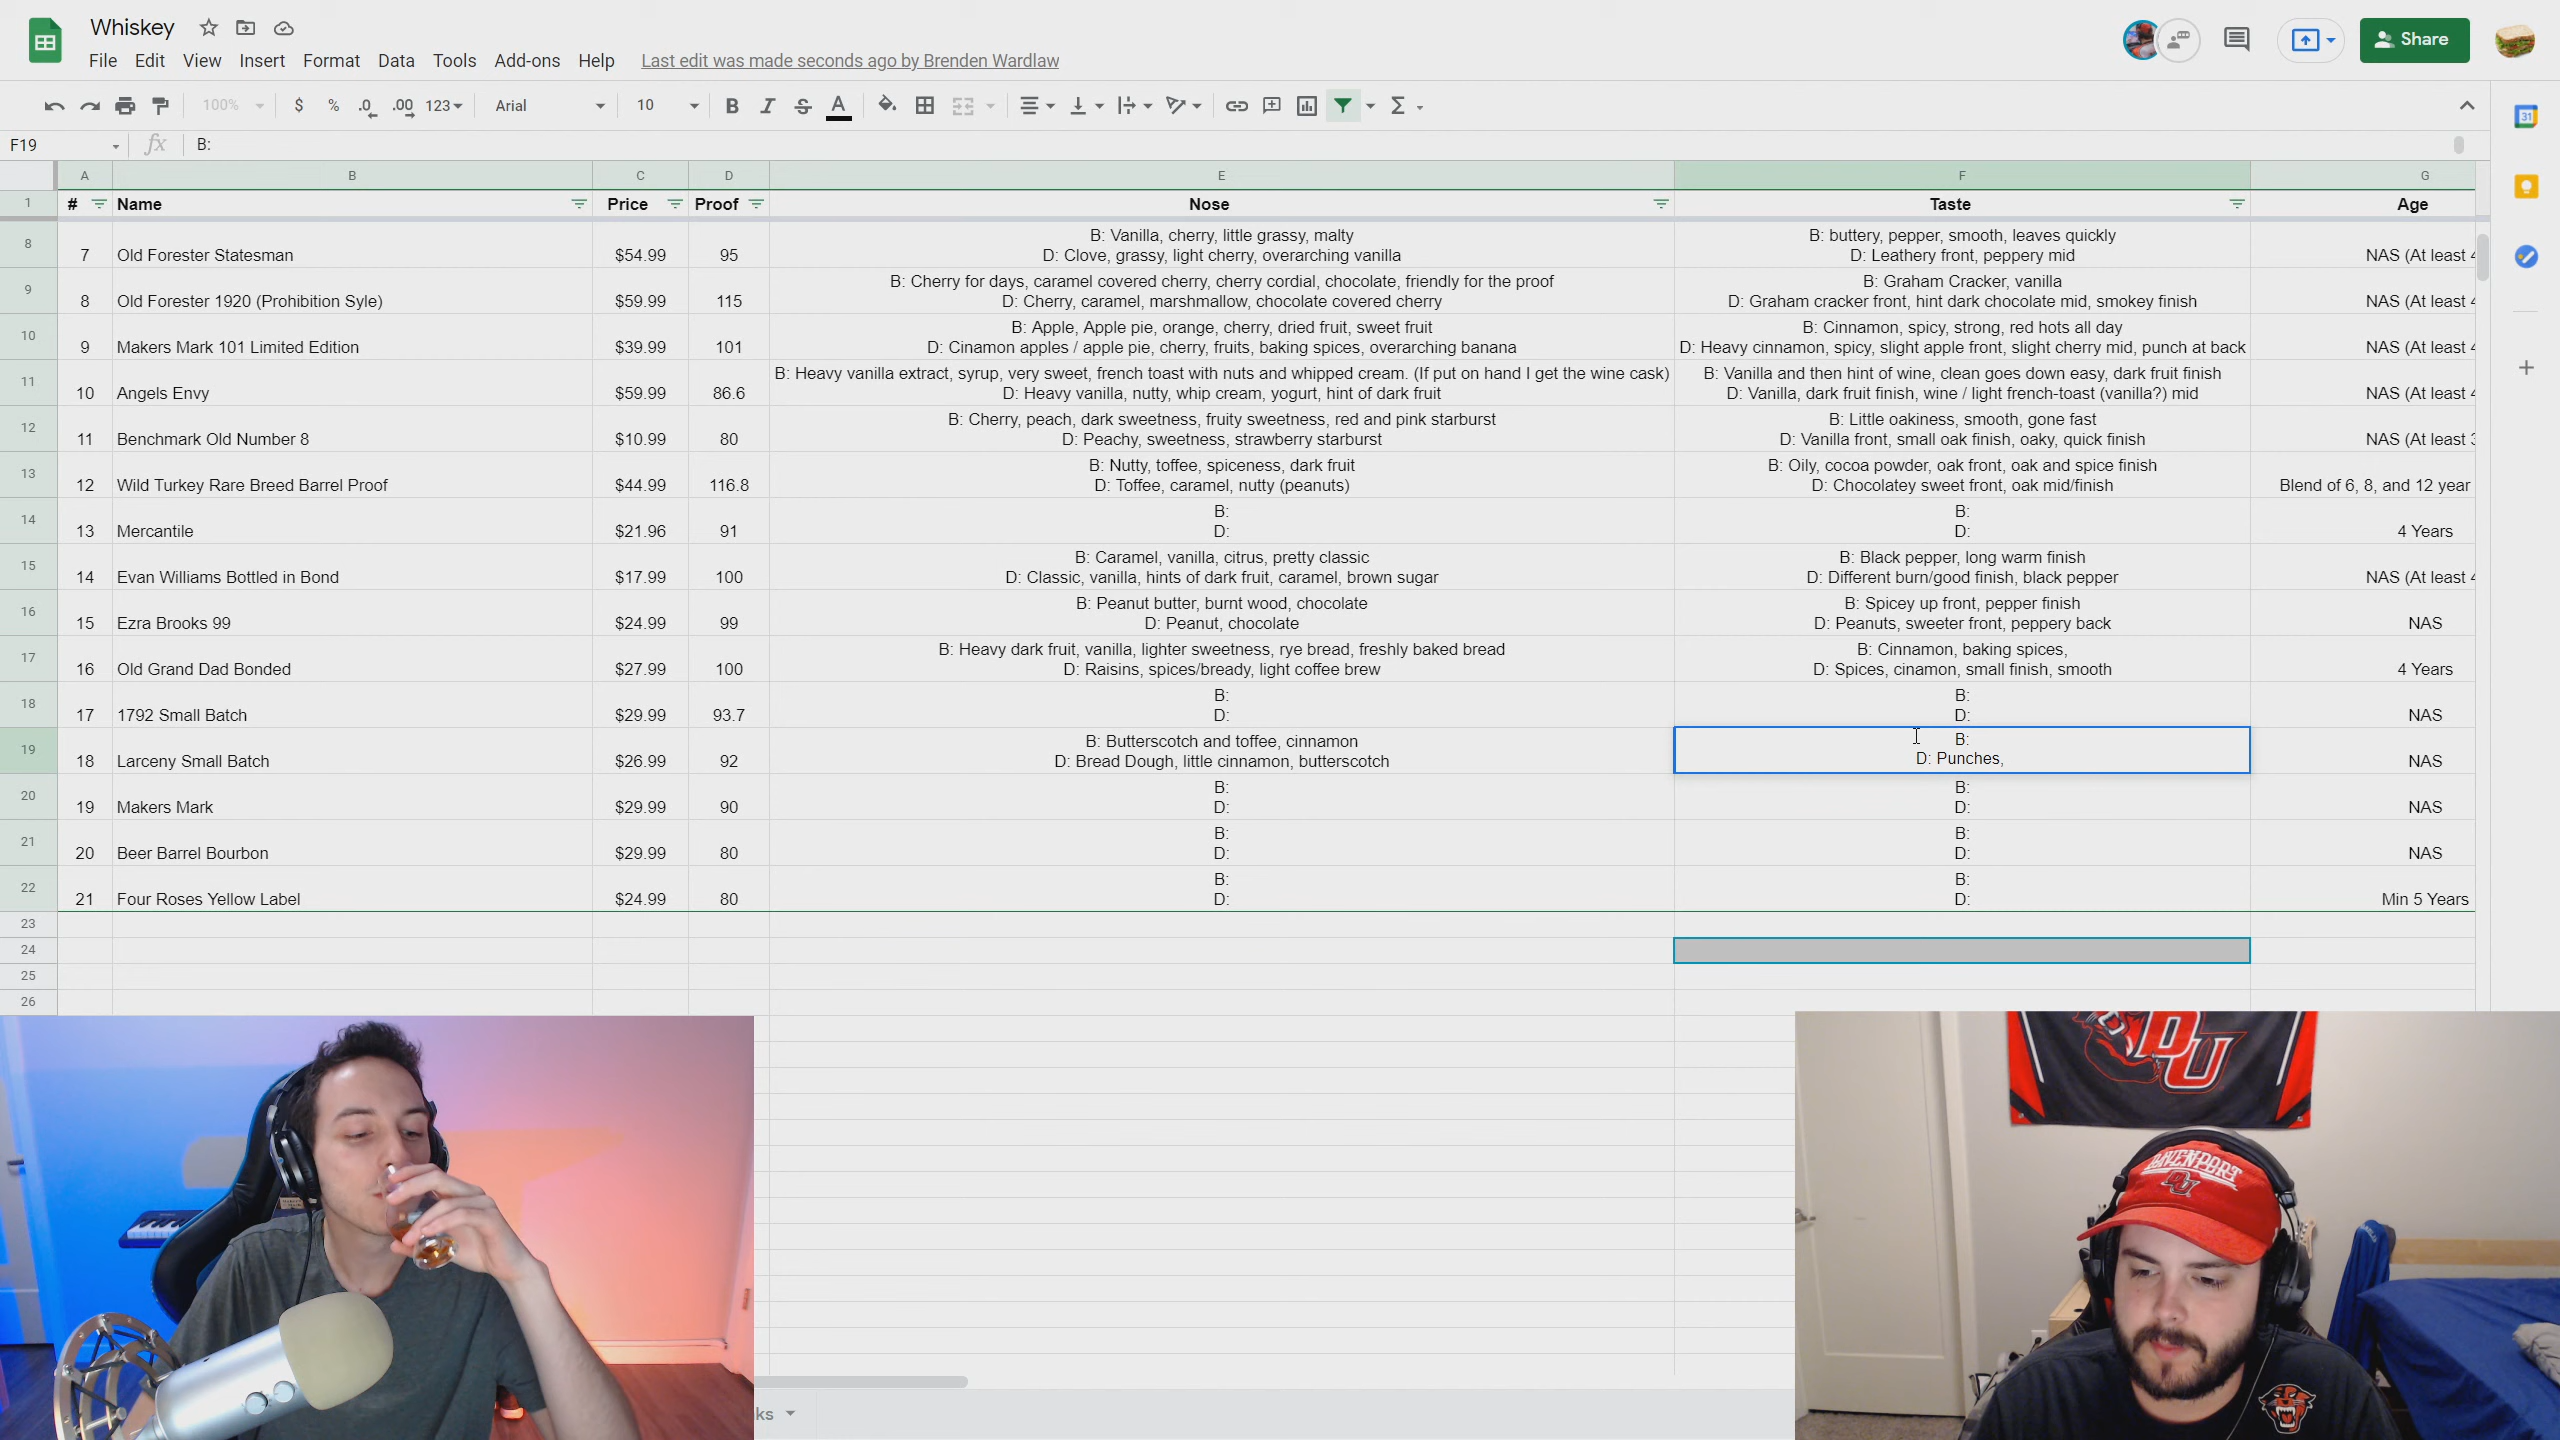 Whiskey
File Edit View Insert Format Data Tools Add-ons Help Last edit was made seconds ago by Brenden Wardlaw
Share
100% $ % .0 .00 123 Arial 10 B I S A Σ
31
F19 fx B:
A B C D E F G
1 # Name Price Proof Nose Taste Age
8 7 Old Forester Statesman $54.99 95 B: Vanilla, cherry, little grassy, malty B: buttery, pepper, smooth, leaves quickly NAS (At least 4
D: Clove, grassy, light cherry, overarching vanilla D: Leathery front, peppery mid
9 8 Old Forester 1920 (Prohibition Syle) $59.99 115 B: Cherry for days, caramel covered cherry, cherry cordial, chocolate, friendly for the proof B: Graham Cracker, vanilla NAS (At least 4
D: Cherry, caramel, marshmallow, chocolate covered cherry D: Graham cracker front, hint dark chocolate mid, smokey finish
10 9 Makers Mark 101 Limited Edition $39.99 101 B: Apple, Apple pie, orange, cherry, dried fruit, sweet fruit B: Cinnamon, spicy, strong, red hots all day NAS (At least 4
D: Cinamon apples / apple pie, cherry, fruits, baking spices, overarching banana D: Heavy cinnamon, spicy, slight apple front, slight cherry mid, punch at back
11 10 Angels Envy $59.99 86.6 B: Heavy vanilla extract, syrup, very sweet, french toast with nuts and whipped cream. (If put on hand I get the wine cask) B: Vanilla and then hint of wine, clean goes down easy, dark fruit finish NAS (At least 4
D: Heavy vanilla, nutty, whip cream, yogurt, hint of dark fruit D: Vanilla, dark fruit finish, wine / light french-toast (vanilla?) mid
12 11 Benchmark Old Number 8 $10.99 80 B: Cherry, peach, dark sweetness, fruity sweetness, red and pink starburst B: Little oakiness, smooth, gone fast NAS (At least 3
D: Peachy, sweetness, strawberry starburst D: Vanilla front, small oak finish, oaky, quick finish
13 12 Wild Turkey Rare Breed Barrel Proof $44.99 116.8 B: Nutty, toffee, spiceness, dark fruit B: Oily, cocoa powder, oak front, oak and spice finish Blend of 6, 8, and 12 year
D: Toffee, caramel, nutty (peanuts) D: Chocolatey sweet front, oak mid/finish
14 13 Mercantile $21.96 91 B: B: 4 Years
D: D:
15 14 Evan Williams Bottled in Bond $17.99 100 B: Caramel, vanilla, citrus, pretty classic B: Black pepper, long warm finish NAS (At least 4
D: Classic, vanilla, hints of dark fruit, caramel, brown sugar D: Different burn/good finish, black pepper
16 15 Ezra Brooks 99 $24.99 99 B: Peanut butter, burnt wood, chocolate B: Spicey up front, pepper finish NAS
D: Peanut, chocolate D: Peanuts, sweeter front, peppery back
17 16 Old Grand Dad Bonded $27.99 100 B: Heavy dark fruit, vanilla, lighter sweetness, rye bread, freshly baked bread B: Cinnamon, baking spices, 4 Years
D: Raisins, spices/bready, light coffee brew D: Spices, cinamon, small finish, smooth
18 17 1792 Small Batch $29.99 93.7 B: B: NAS
D: D:
19 18 Larceny Small Batch $26.99 92 B: Butterscotch and toffee, cinnamon B: NAS
D: Bread Dough, little cinnamon, butterscotch D: Punches,
20 19 Makers Mark $29.99 90 B: B: NAS
D: D:
21 20 Beer Barrel Bourbon $29.99 80 B: B: NAS
D: D:
22 21 Four Roses Yellow Label $24.99 80 B: B: Min 5 Years
D: D:
23
24
25
26
DU
DAVENPORT
DU
ks